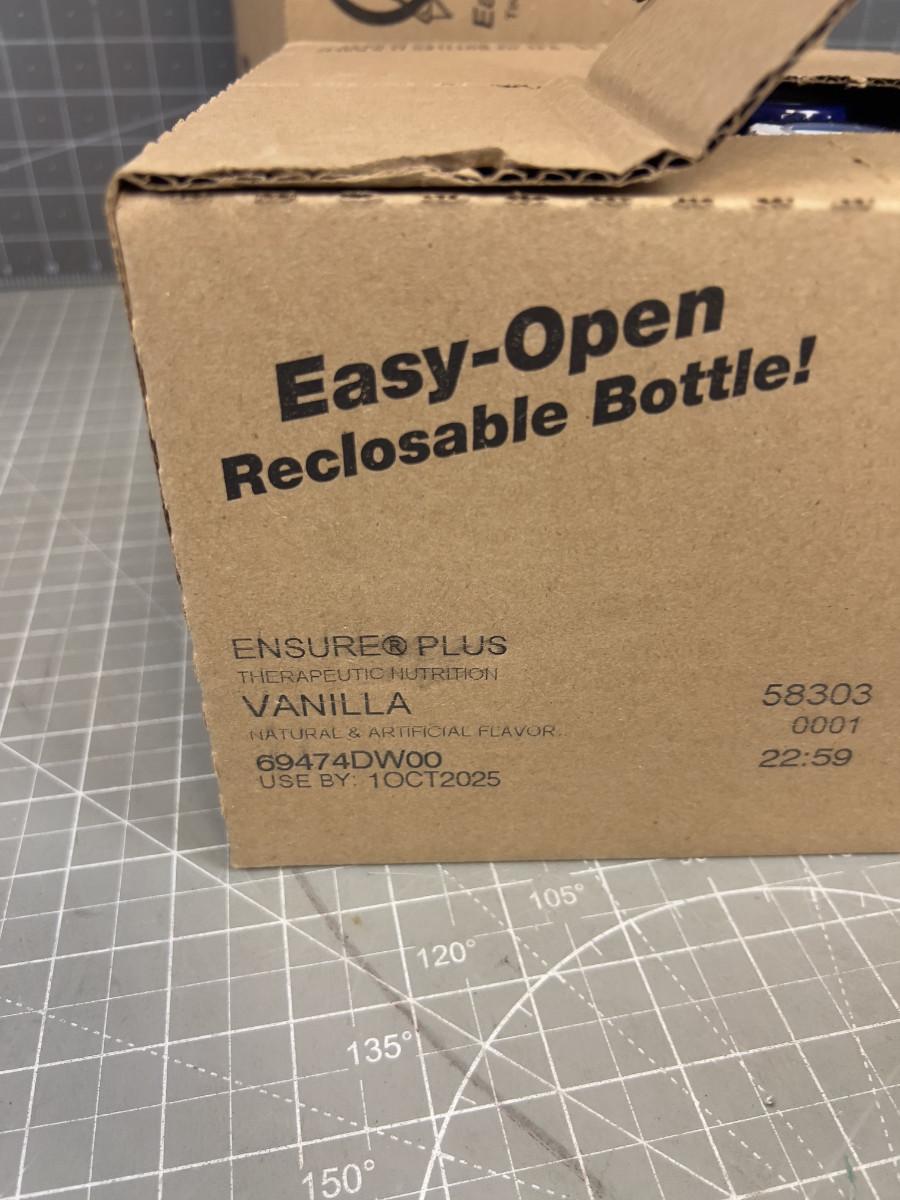 Ea
Easy-Open
Reclosable Bottle!
ENSURE® PLUS
THERAPEUTIC NUTRITION
VANILLA
NATURAL & ARTIFICIAL FLAVOR
69474DW00
USE BY: 1OCT2025
58303
0001
22:59
105°
120°
135°
150°